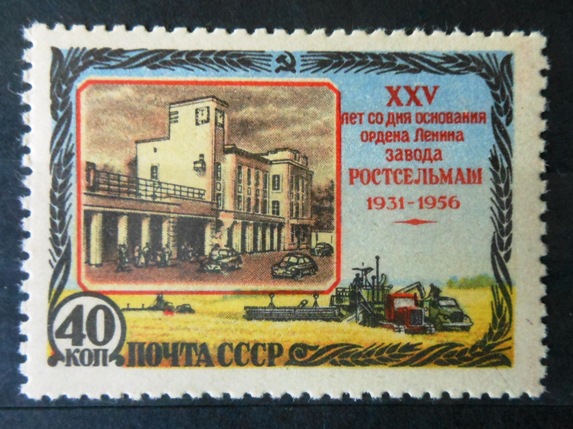 XXV
лет со дня основания
ордена Ленина
завода
РОСТСЕЛЬМАШ
1931-1956
40
КОП
ПОЧТА СССР